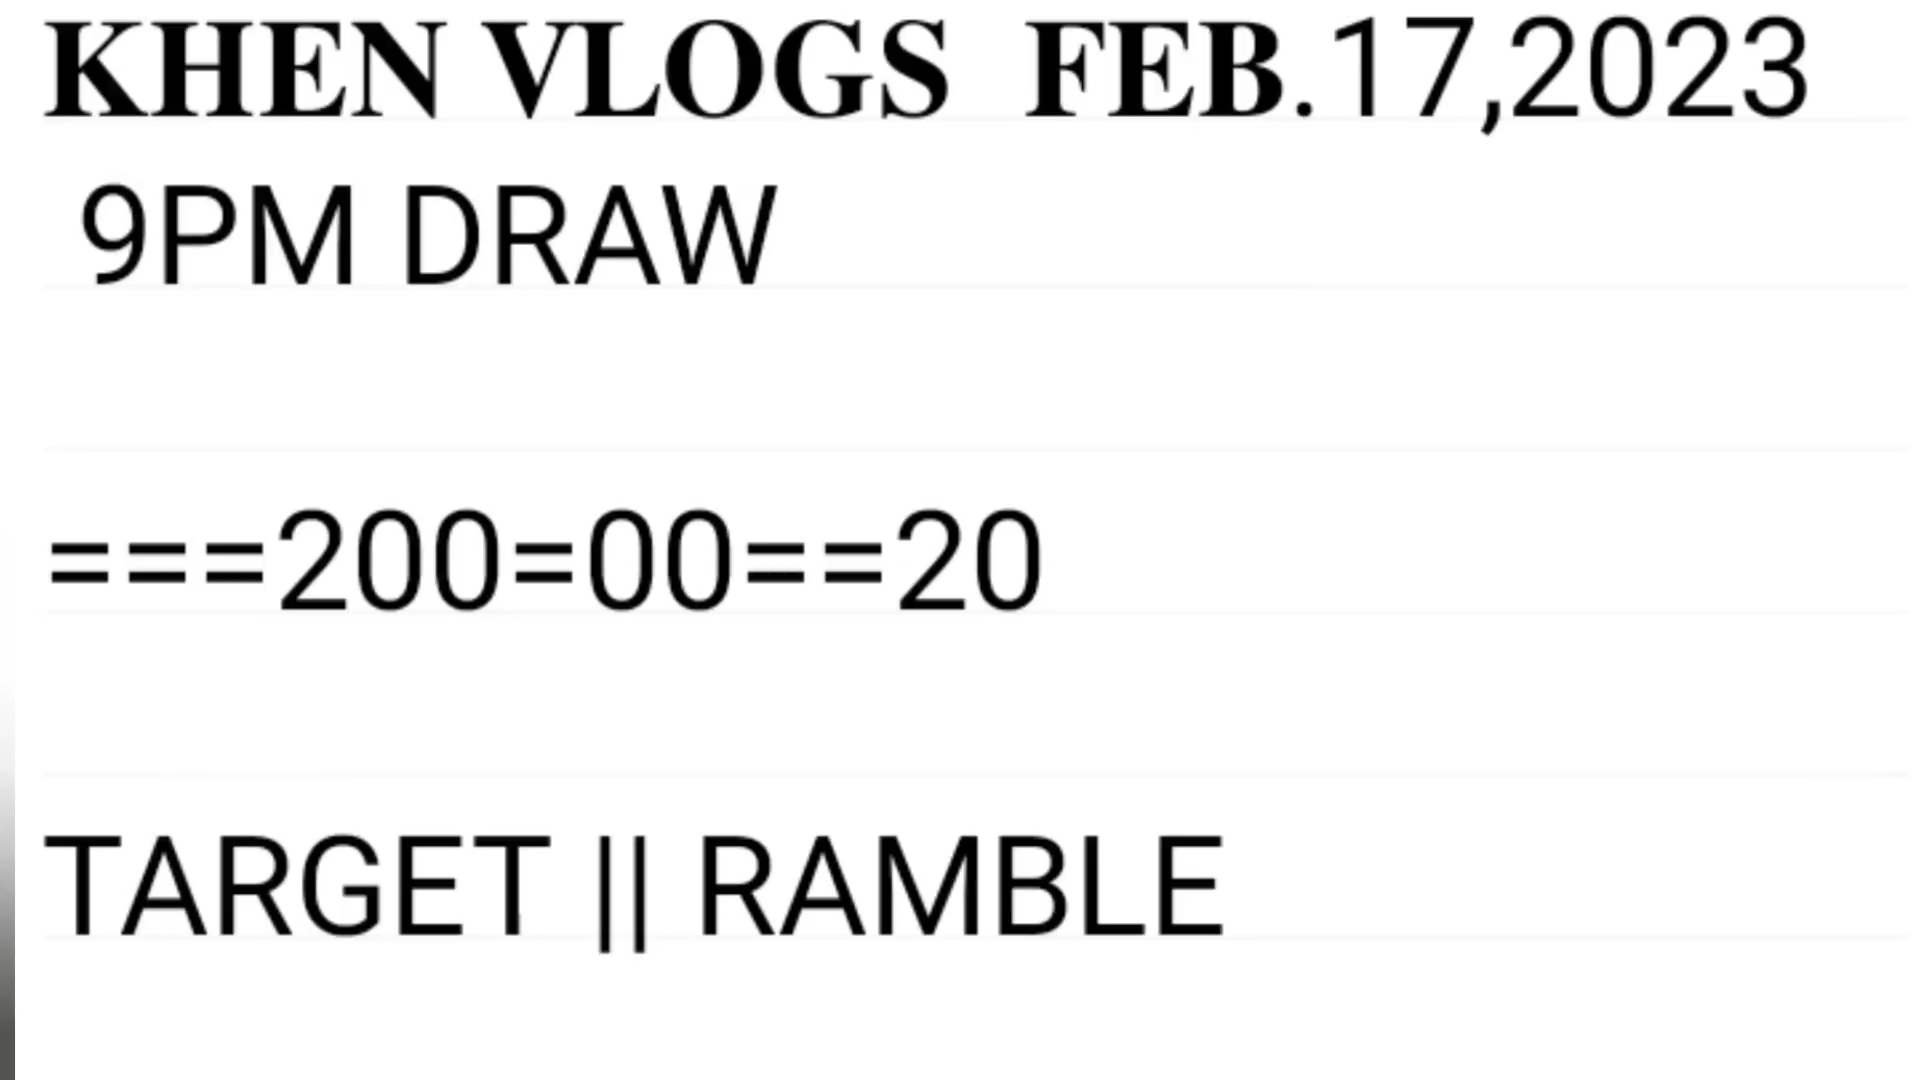 KHEN VLOGS  FEB.17,2023
9PM DRAW
===200=00==20
TARGET || RAMBLE